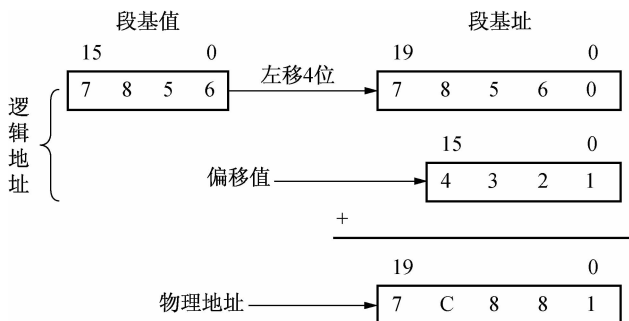 段基值 段基址
15 0 19 0
7 8 5 6 左移4位 7 8 5 6 0
逻辑地址
15 0
偏移值 4 3 2 1
+
19 0
物理地址 7 C 8 8 1